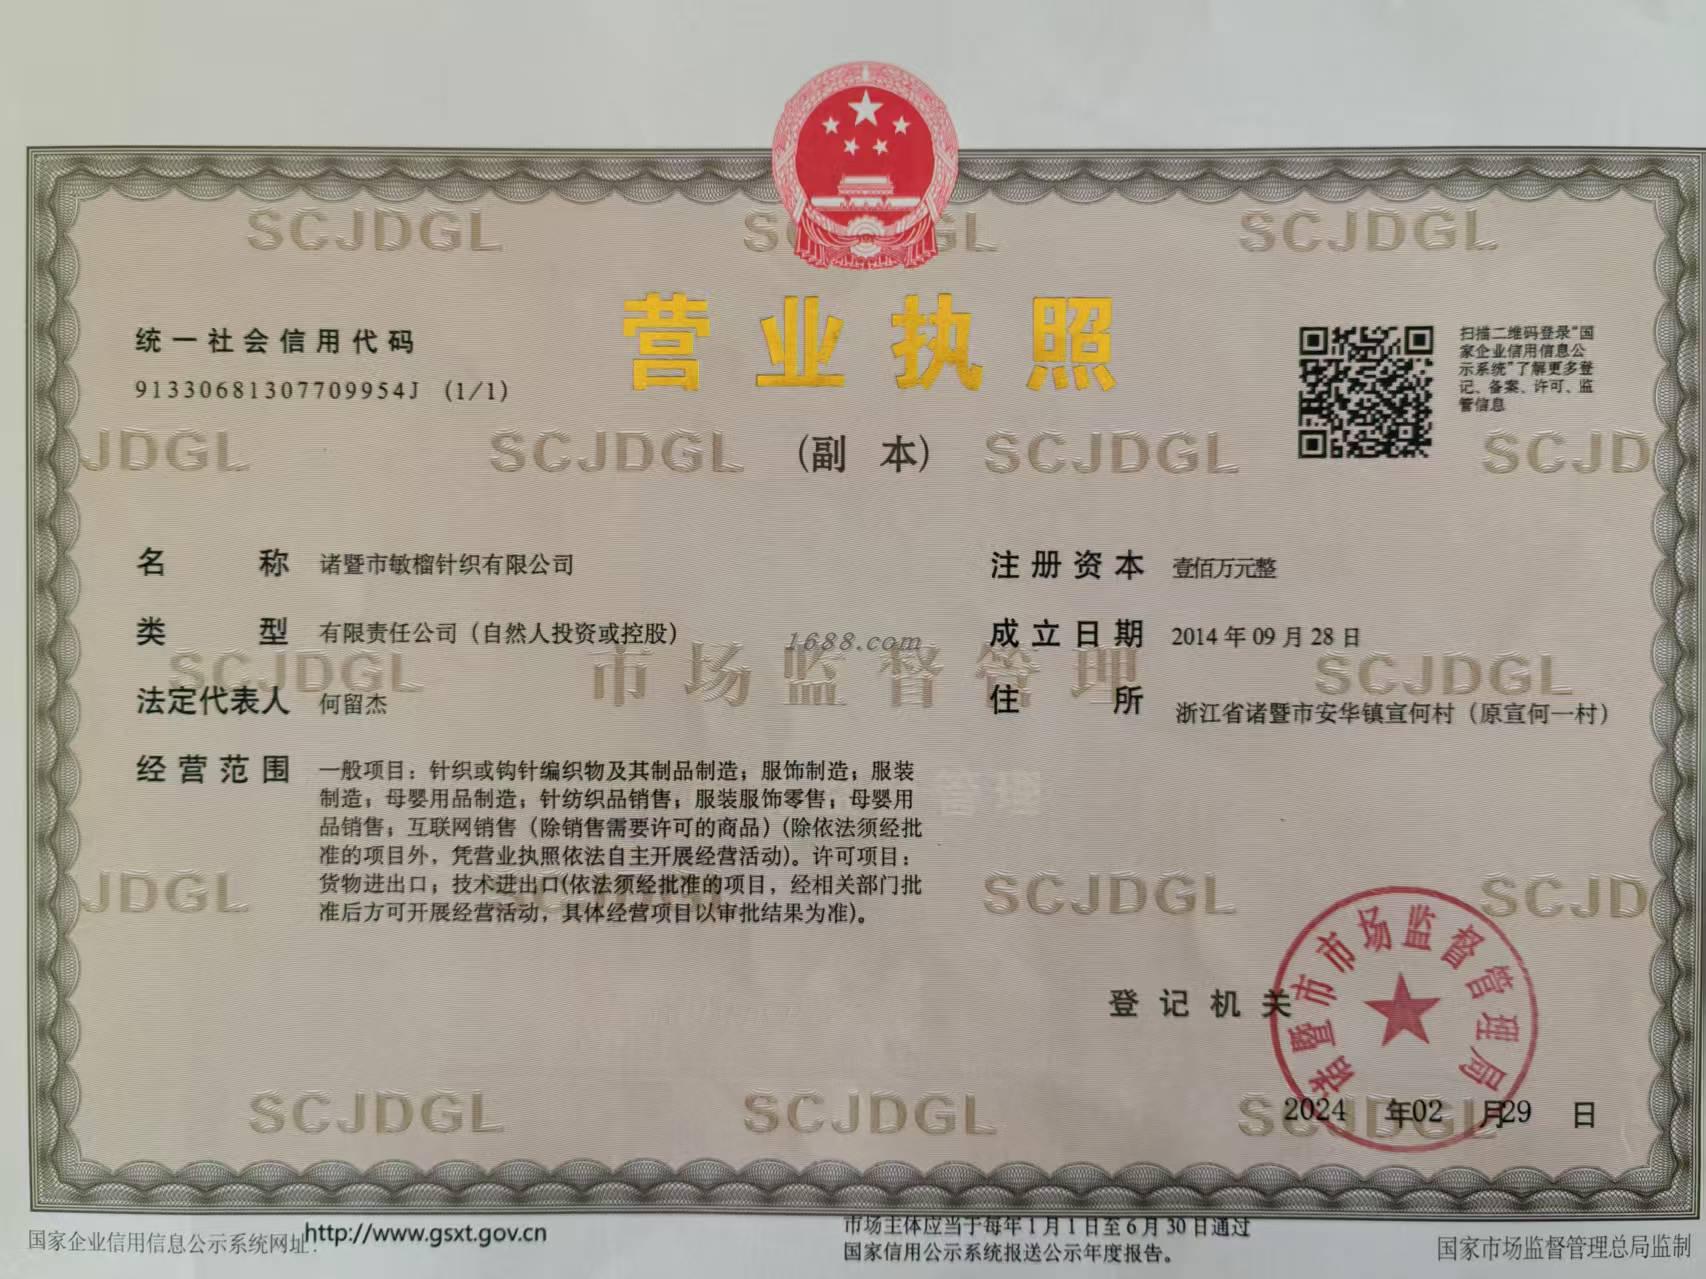 SCJDGL
SCJDGL
营业执照
(副 本)
统一社会信用代码
91330681307709954J (1/1)
扫描二维码登录“国
家企业信用信息公
示系统”了解更多登
记、备案、许可、监
管信息
JDGL
SCJDGL
SCJDGL
SCJD
名 称 诸暨市敏榴针织有限公司
类 型 有限责任公司（自然人投资或控股）
法定代表人 何留杰
经营范围 一般项目：针织或钩针编织物及其制品制造；服饰制造；服装
制造；母婴用品制造；针纺织品销售；服装服饰零售；母婴用
品销售；互联网销售（除销售需要许可的商品）(除依法须经批
准的项目外，凭营业执照依法自主开展经营活动)。许可项目：
货物进出口；技术进出口(依法须经批准的项目，经相关部门批
准后方可开展经营活动，具体经营项目以审批结果为准)。
注册资本 壹佰万元整
成立日期 2014年09月28日
住 所 浙江省诸暨市安华镇宣何村（原宣何一村）
1688.com
SCJDGL
市场监督管理
SCJDGL
管理
JDGL
SCJDGL
SCJD
登记机关
诸暨市市场监督管理局
2024 年02 月29 日
SCJDGL
SCJDGL
SCJDGL
国家企业信用信息公示系统网址：http://www.gsxt.gov.cn
市场主体应当于每年1月1日至6月30日通过
国家信用公示系统报送公示年度报告。
国家市场监督管理总局监制